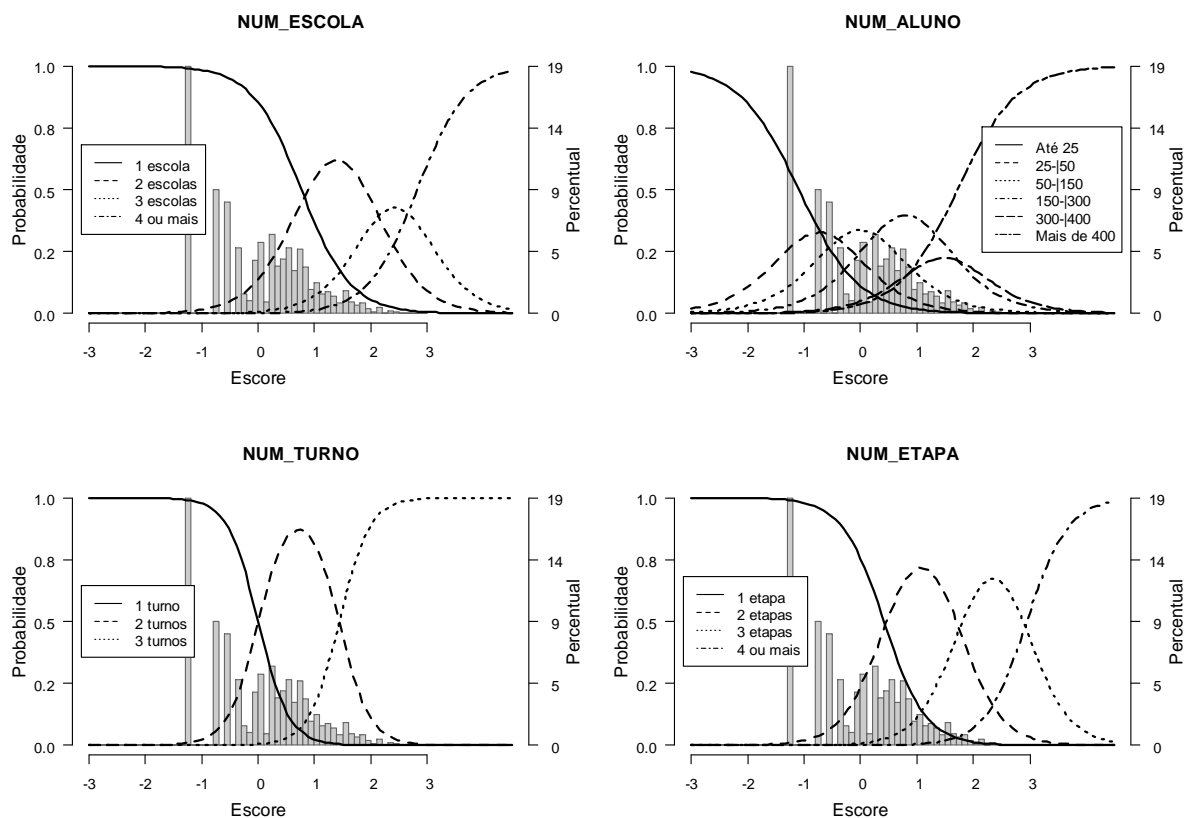 NUM_ESCOLA
1.0
0.8
0.5
0.2
0.0
Probabilidade
1 escola
2 escolas
3 escolas
4 ou mais
19
14
9
5
0
Percentual
-3 -2 -1 0 1 2 3
Escore
NUM_ALUNO
1.0
0.8
0.5
0.2
0.0
Probabilidade
Até 25
25-|50
50-|150
150-|300
300-|400
Mais de 400
19
14
9
5
0
Percentual
-3 -2 -1 0 1 2 3
Escore
NUM_TURNO
1.0
0.8
0.5
0.2
0.0
Probabilidade
1 turno
2 turnos
3 turnos
19
14
9
5
0
Percentual
-3 -2 -1 0 1 2 3
Escore
NUM_ETAPA
1.0
0.8
0.5
0.2
0.0
Probabilidade
1 etapa
2 etapas
3 etapas
4 ou mais
19
14
9
5
0
Percentual
-3 -2 -1 0 1 2 3
Escore